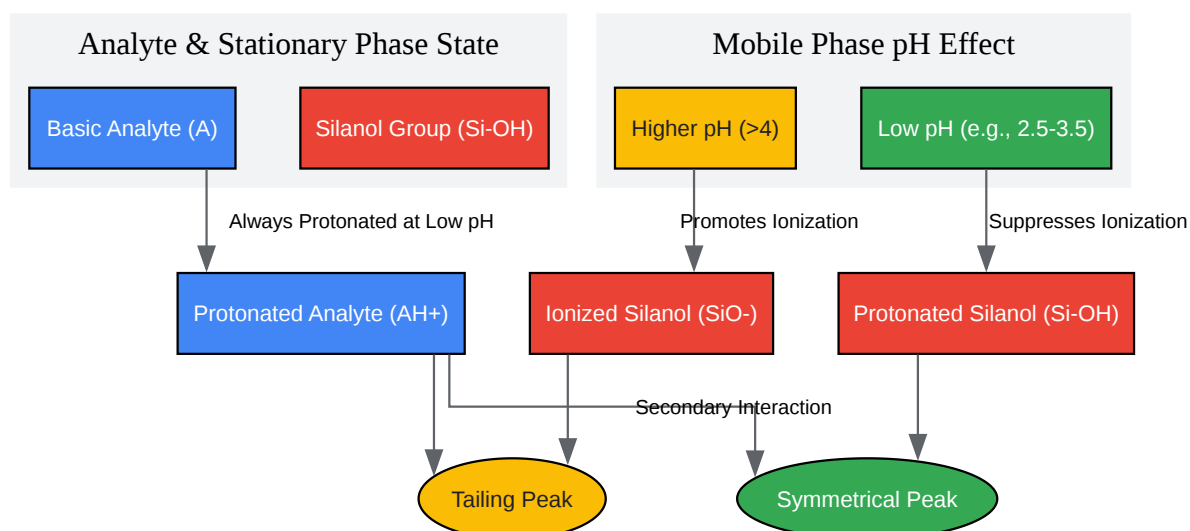 Analyte & Stationary Phase State
Mobile Phase pH Effect
Basic Analyte (A)
Silanol Group (Si-OH)
Higher pH (>4)
Low pH (e.g., 2.5-3.5)
Always Protonated at Low pH
Promotes Ionization
Suppresses Ionization
Protonated Analyte (AH+)
Ionized Silanol (SiO-)
Protonated Silanol (Si-OH)
Secondary Interaction
Tailing Peak
Symmetrical Peak